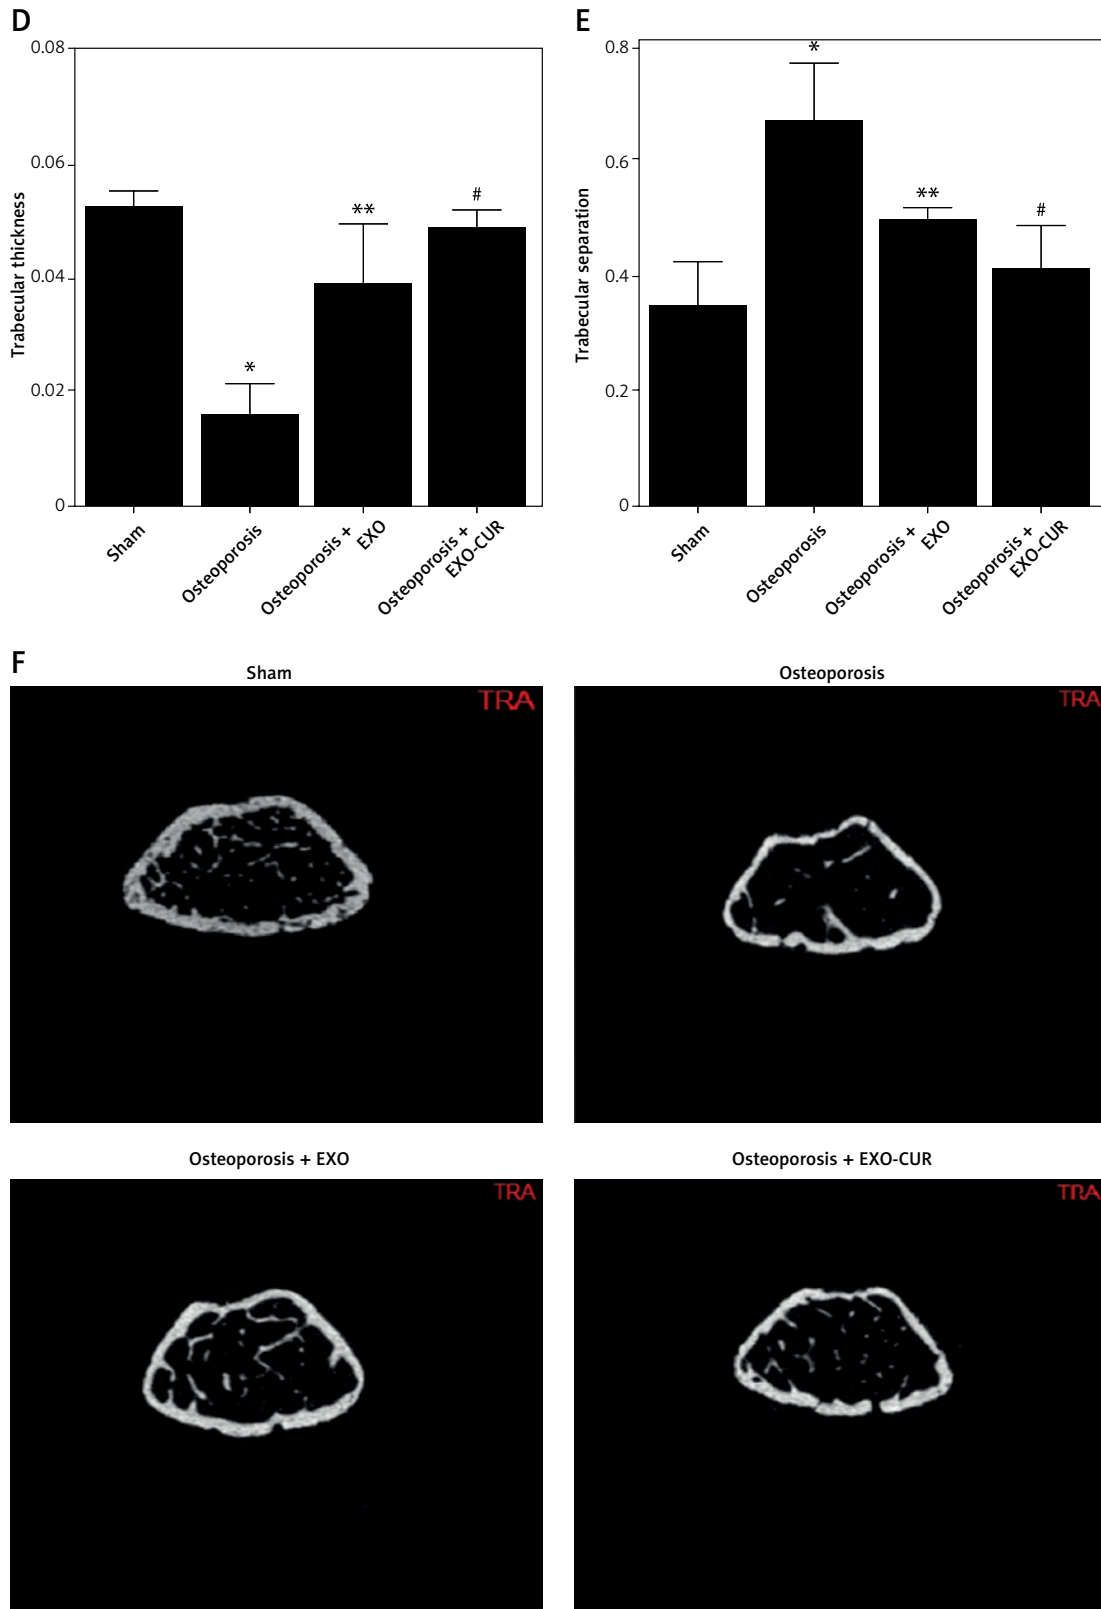 D
0.08
0.06
0.04
0.02
0
Trabecular thickness
*
**
#
Sham
Osteoporosis
Osteoporosis +
EXO
Osteoporosis +
EXO-CUR
E
0.8
0.6
0.4
0.2
0
Trabecular separation
*
**
#
Sham
Osteoporosis
Osteoporosis +
EXO
Osteoporosis +
EXO-CUR
F
Sham
TRA
Osteoporosis
TRA
Osteoporosis + EXO
TRA
Osteoporosis + EXO-CUR
TRA